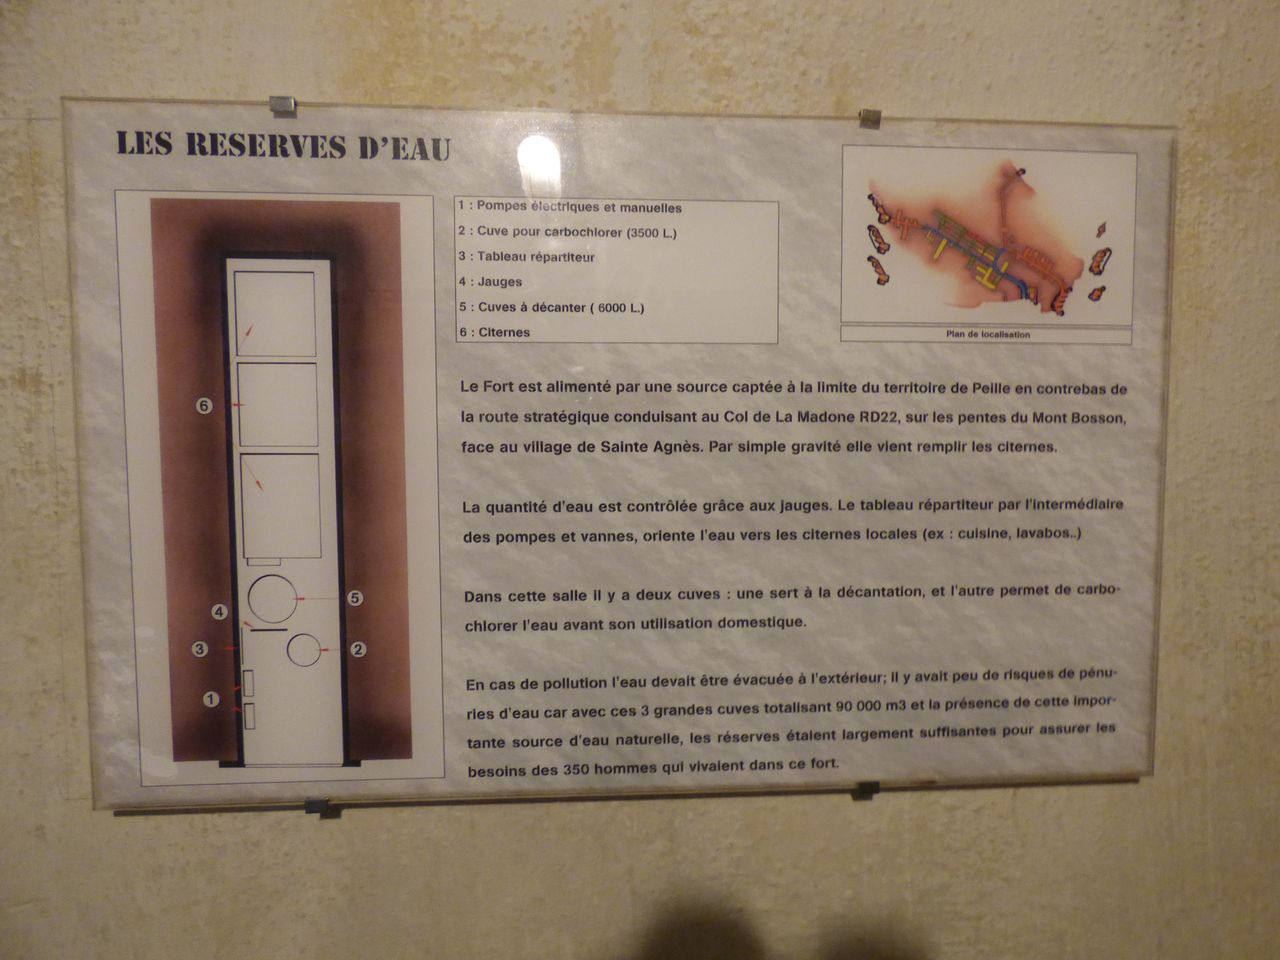 LES RESERVES D'EAU
1 : Pompes électriques et manuelles
2 : Cuve pour carbochlorer (3500 L.)
3 : Tableau répartiteur
4 : Jauges
5 : Cuves à décanter ( 6000 L.)
6 : Citernes
Plan de localisation
6
5
4
3
2
1
Le Fort est alimenté par une source captée à la limite du territoire de Peille en contrebas de
la route stratégique conduisant au Col de La Madone RD22, sur les pentes du Mont Bosson,
face au village de Sainte Agnès. Par simple gravité elle vient remplir les citernes.
La quantité d'eau est contrôlée grâce aux jauges. Le tableau répartiteur par l'intermédiaire
des pompes et vannes, oriente l'eau vers les citernes locales (ex : cuisine, lavabos..)
Dans cette salle il y a deux cuves : une sert à la décantation, et l'autre permet de carbo-
chlorer l'eau avant son utilisation domestique.
En cas de pollution l'eau devait être évacuée à l'extérieur; il y avait peu de risques de pénu-
ries d'eau car avec ces 3 grandes cuves totalisant 90 000 m3 et la présence de cette impor-
tante source d'eau naturelle, les réserves étaient largement suffisantes pour assurer les
besoins des 350 hommes qui vivaient dans ce fort.